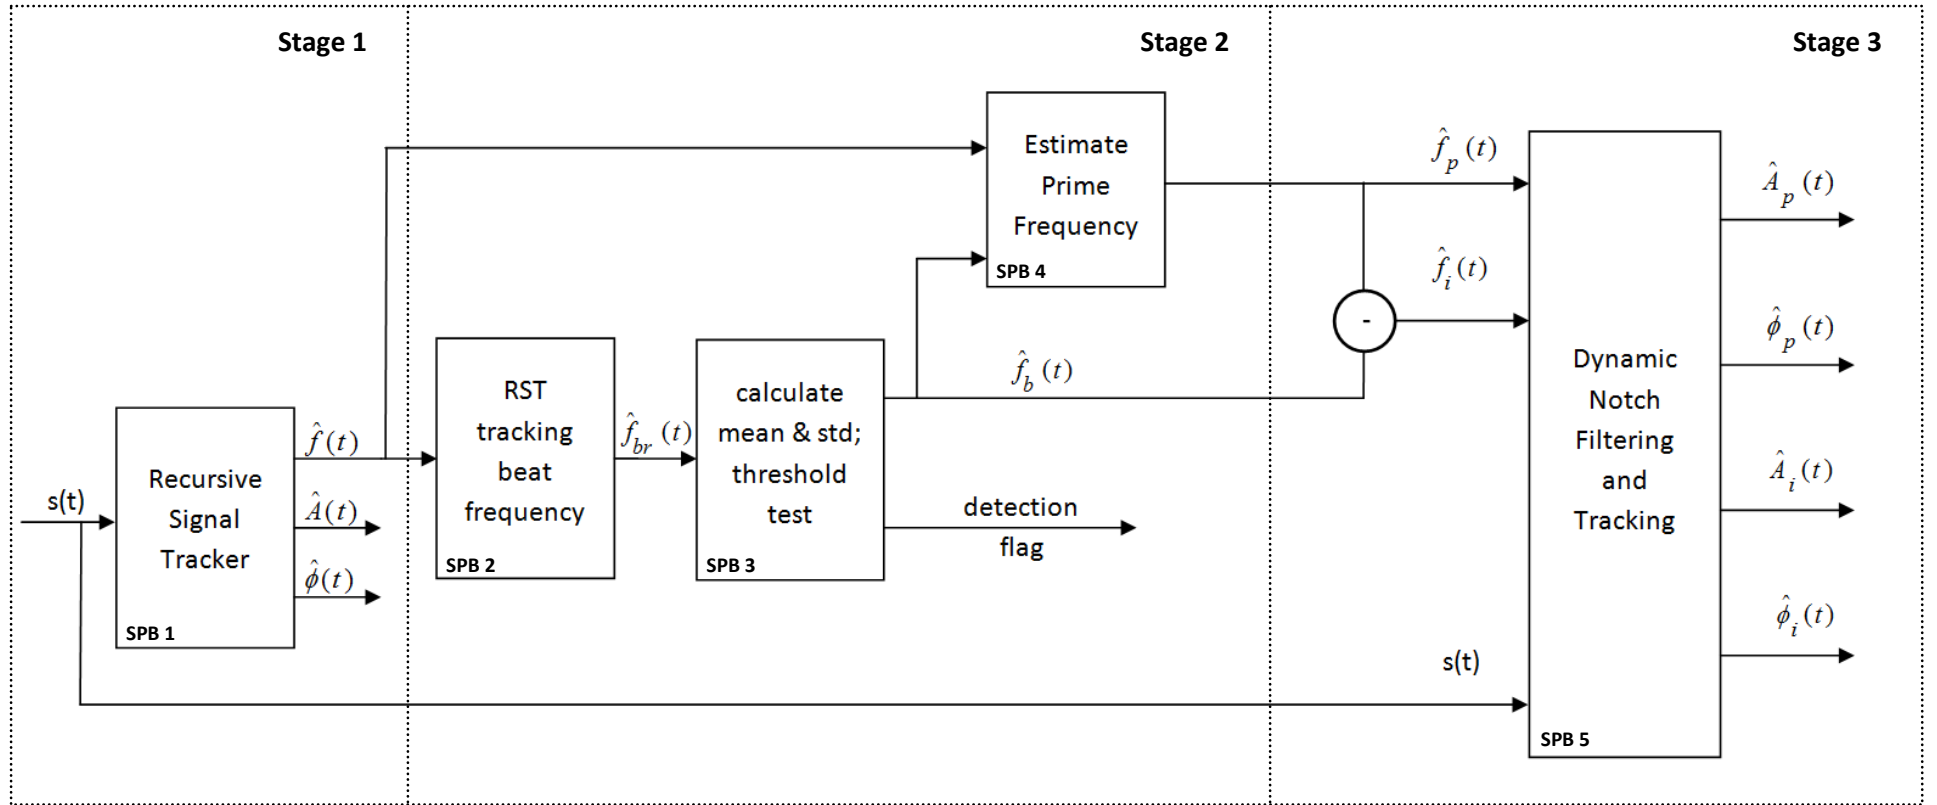 Stage 1
Stage 2
Stage 3
s(t)
Recursive
Signal
Tracker
SPB 1
f̂(t)
Â(t)
ϕ̂(t)
RST
tracking
beat
frequency
SPB 2
f̂br (t)
calculate
mean & std;
threshold
test
SPB 3
f̂b (t)
detection
flag
Estimate
Prime
Frequency
SPB 4
f̂p (t)
f̂i (t)
-
s(t)
Dynamic
Notch
Filtering
and
Tracking
SPB 5
Âp (t)
ϕ̂p (t)
Âi (t)
ϕ̂i (t)